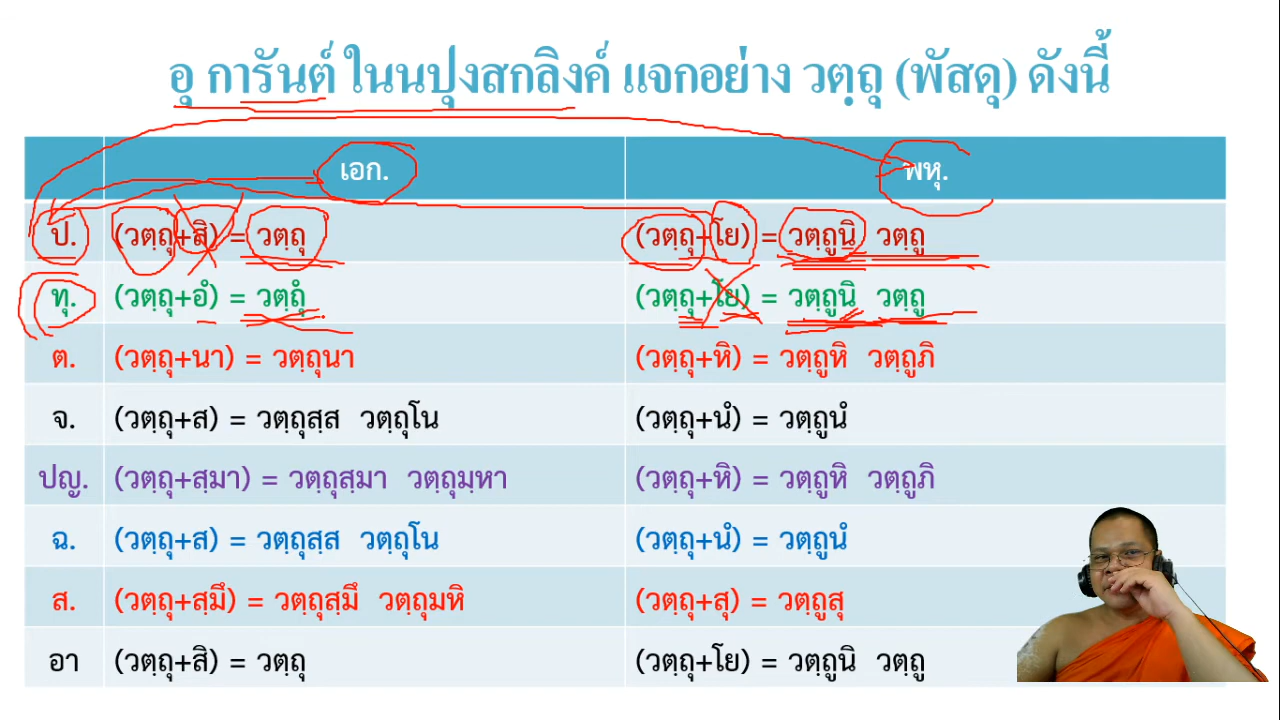 อุ การันต์ ในนปุงสกลิงค์ แจกอย่าง วตฺถุ (พัสดุ) ดังนี้
เอก. พหุ.
ป. (วตฺถุ+สิ) = วตฺถุ (วตฺถุ+โย) = วตฺถูนิ วตฺถู
ทุ. (วตฺถุ+อํ) = วตฺถุํ (วตฺถุ+โย) = วตฺถูนิ วตฺถู
ต. (วตฺถุ+นา) = วตฺถุนา (วตฺถุ+หิ) = วตฺถูหิ วตฺถูภิ
จ. (วตฺถุ+ส) = วตฺถุสฺส วตฺถุโน (วตฺถุ+นํ) = วตฺถูนํ
ปญ. (วตฺถุ+สฺมา) = วตฺถุสฺมา วตฺถุมฺหา (วตฺถุ+หิ) = วตฺถูหิ วตฺถูภิ
ฉ. (วตฺถุ+ส) = วตฺถุสฺส วตฺถุโน (วตฺถุ+นํ) = วตฺถูนํ
ส. (วตฺถุ+สฺมึ) = วตฺถุสฺมึ วตฺถุมหิ (วตฺถุ+สุ) = วตฺถูสุ
อา (วตฺถุ+สิ) = วตฺถุ (วตฺถุ+โย) = วตฺถูนิ วตฺถู